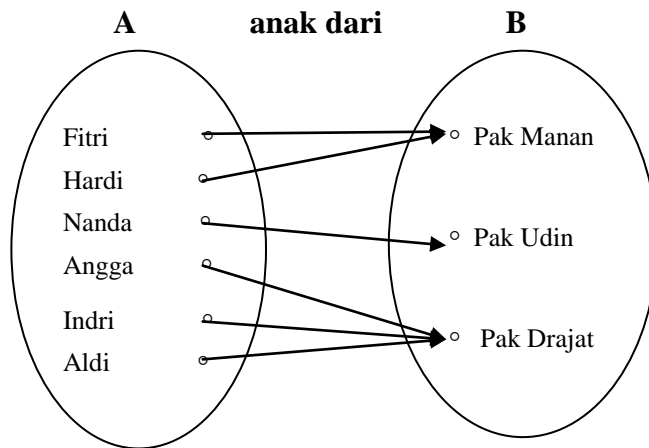 A anak dari B
Fitri Pak Manan
Hardi
Nanda Pak Udin
Angga
Indri Pak Drajat
Aldi